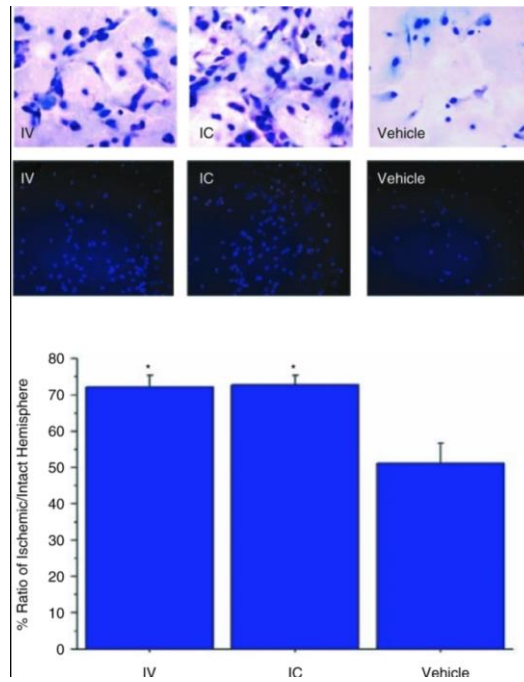 IV
IC
Vehicle
IV
IC
Vehicle
% Ratio of Ischemic/Intact Hemisphere
80
70
60
50
40
30
20
10
0
*
*
IV
IC
Vehicle